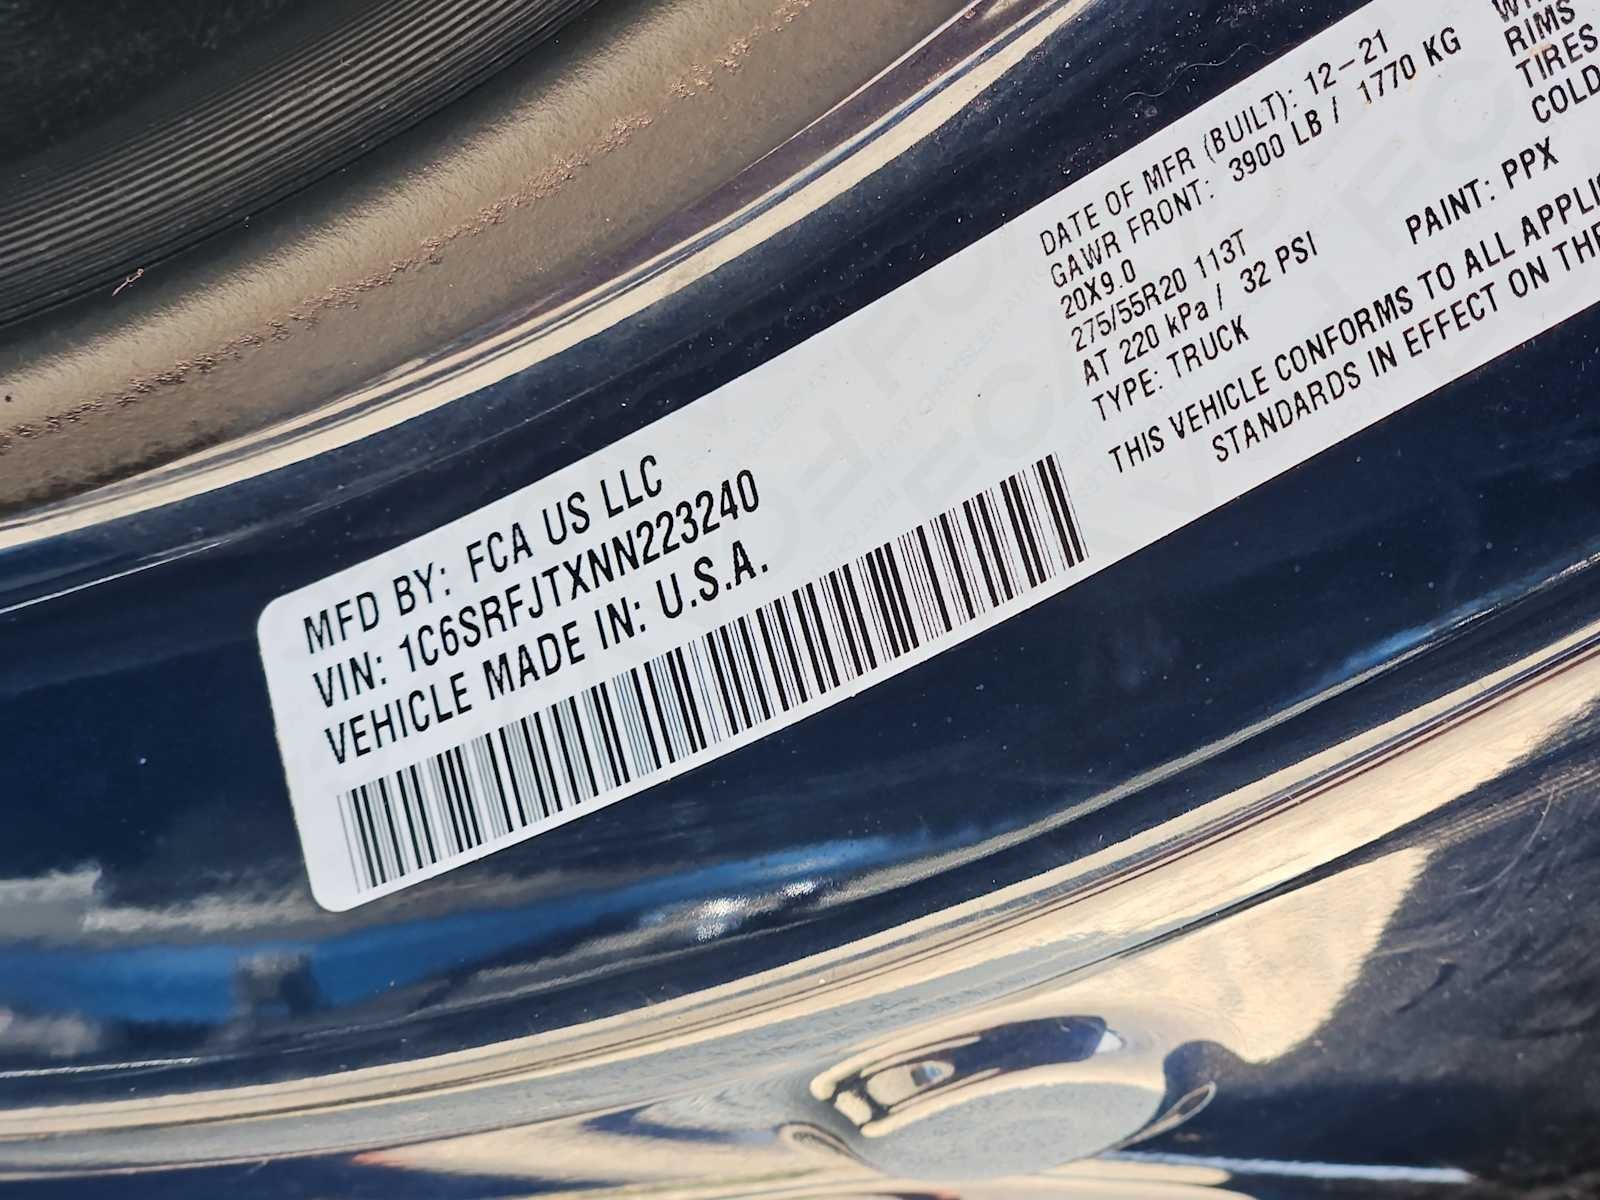 MFD BY: FCA US LLC
VIN: 1C6SRFJTXNN223240
VEHICLE MADE IN: U.S.A.
DATE OF MFR (BUILT): 12-21
GAWR FRONT: 3900 LB / 1770 KG
20X9.0
275/55R20 113T
AT 220 kPa / 32 PSI
TYPE: TRUCK
PAINT: PPX
THIS VEHICLE CONFORMS TO ALL APPLI
STANDARDS IN EFFECT ON THE
RIMS
TIRES
COLD